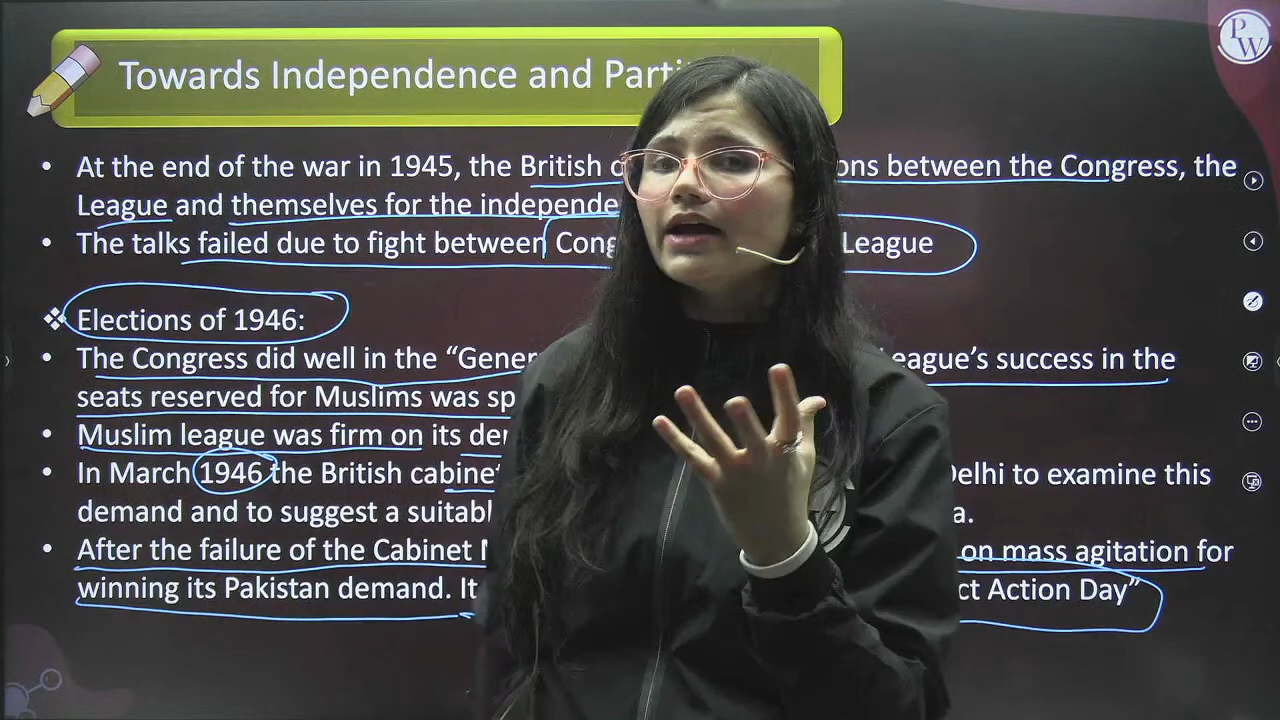 PW
Towards Independence and Parti
At the end of the war in 1945, the British ons between the Congress, the
League and themselves for the independe
The talks failed due to fight between Cong League
Elections of 1946:
The Congress did well in the “Gener League’s success in the
seats reserved for Muslims was sp
Muslim league was firm on its de
In March 1946 the British cabinet Delhi to examine this
demand and to suggest a suitabl a.
After the failure of the Cabinet M on mass agitation for
winning its Pakistan demand. It ct Action Day”